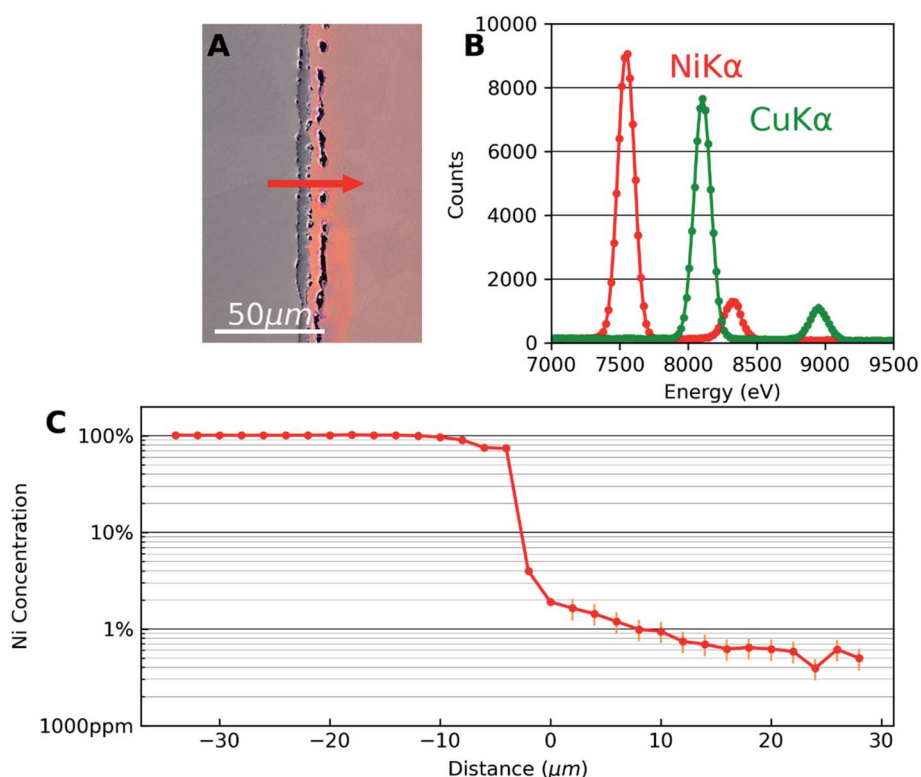 A
50μm
B
NiKα
CuKα
Counts
10000
8000
6000
4000
2000
0
7000 7500 8000 8500 9000 9500
Energy (eV)
C
Ni Concentration
100%
10%
1%
1000ppm
−30 −20 −10 0 10 20 30
Distance (μm)